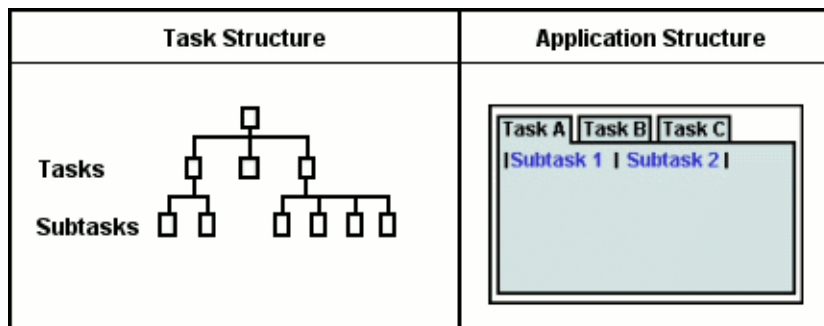 Task Structure
Application Structure
Tasks
Subtasks
Task A Task B Task C
|Subtask 1 | Subtask 2 |